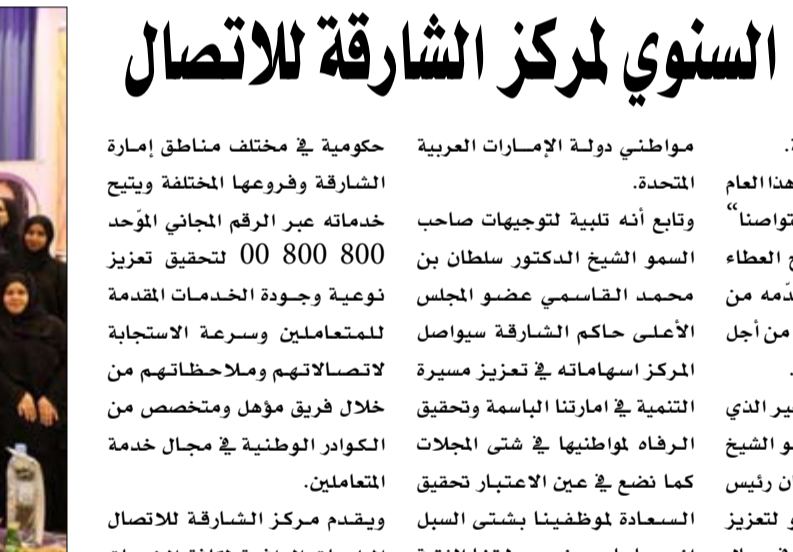 السنوي لمركز الشارقة للاتصال
هذا العام
تواصنا“
العطاء
من
من أجل
الذي
الشيخ
رئيس
لتعزيز
مواطني دولة الإمارات العربية
المتحدة.
وتابع أنه تلبية لتوجيهات صاحب
السمو الشيخ الدكتور سلطان بن
محمد القاسمي عضو المجلس
الأعلى حاكم الشارقة سيواصل
المركز اسهاماته في تعزيز مسيرة
التنمية في امارتنا الباسمة وتحقيق
الرفاه لمواطنيها في شتى المجلات
كما نضع في عين الاعتبار تحقيق
السعادة لموظفينا بشتى السبل
حكومية في مختلف مناطق إمارة
الشارقة وفروعها المختلفة ويتيح
خدماته عبر الرقم المجاني الموّحد
800 800 00 لتحقيق تعزيز
نوعية وجودة الخدمات المقدمة
للمتعاملين وسرعة الاستجابة
لاتصالاتهم وملاحظاتهم من
خلال فريق مؤهل ومتخصص من
الكوادر الوطنية في مجال خدمة
المتعاملين.
ويقدم مركز الشارقة للاتصال